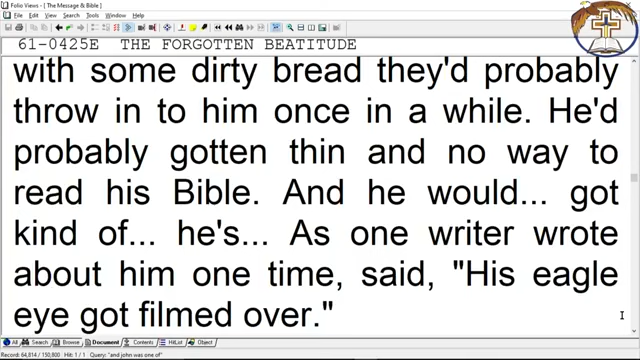 Folio Views - [The Message & Bible]
File Edit View Search Tools Window Help
61-0425E THE FORGOTTEN BEATITUDE
with some dirty bread they'd probably
throw in to him once in a while. He'd
probably gotten thin and no way to
read his Bible. And he would... got
kind of... he's... As one writer wrote
about him one time, said, "His eagle
eye got filmed over."
All Search Browse Document Contents HitList Object
Record: 64,814 / 150,800 Hit: 1 / 1 Query: "and john was one of"